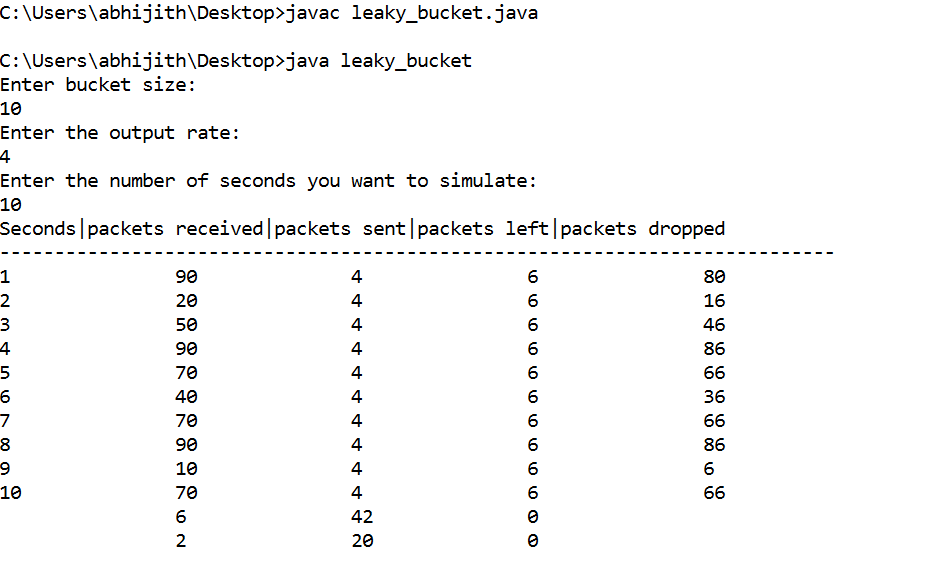 C:\Users\abhijith\Desktop>javac leaky_bucket.java
C:\Users\abhijith\Desktop>java leaky_bucket
Enter bucket size:
10
Enter the output rate:
4
Enter the number of seconds you want to simulate:
10
Seconds|packets received|packets sent|packets left|packets dropped
----------------------------------------------------------------------------
1 90 4 6 80
2 20 4 6 16
3 50 4 6 46
4 90 4 6 86
5 70 4 6 66
6 40 4 6 36
7 70 4 6 66
8 90 4 6 86
9 10 4 6 6
10 70 4 6 66
6 42 0
2 20 0